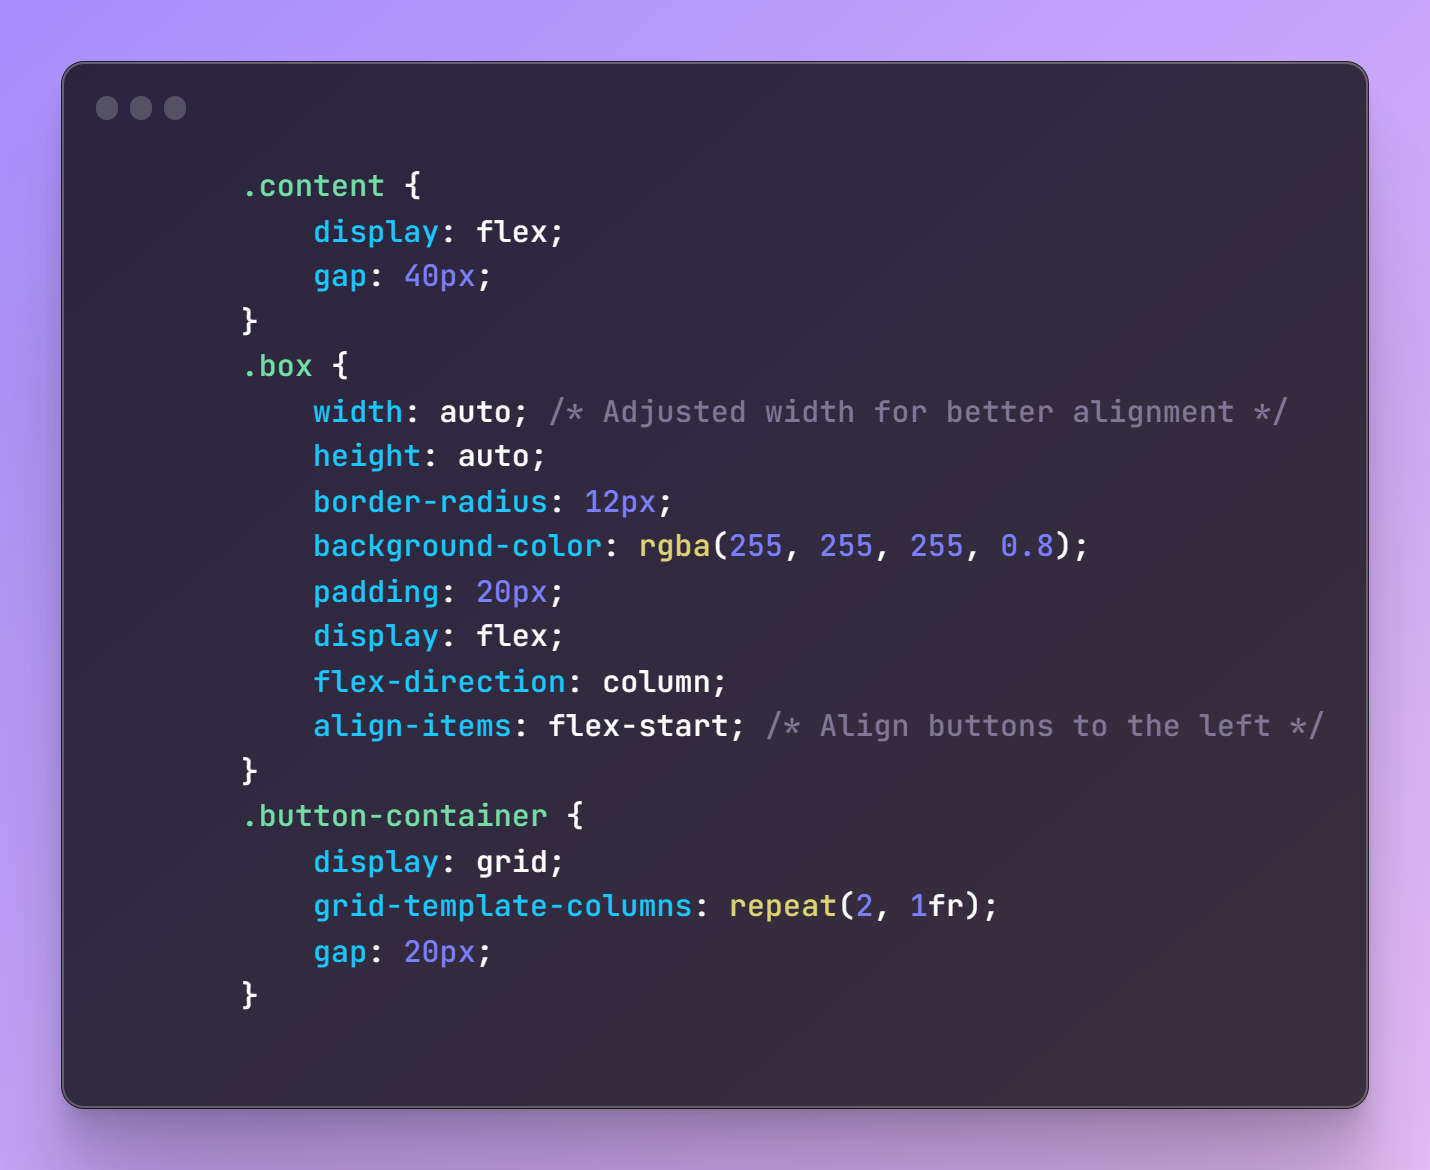 .content {
    display: flex;
    gap: 40px;
}
.box {
    width: auto; /* Adjusted width for better alignment */
    height: auto;
    border-radius: 12px;
    background-color: rgba(255, 255, 255, 0.8);
    padding: 20px;
    display: flex;
    flex-direction: column;
    align-items: flex-start; /* Align buttons to the left */
}
.button-container {
    display: grid;
    grid-template-columns: repeat(2, 1fr);
    gap: 20px;
}